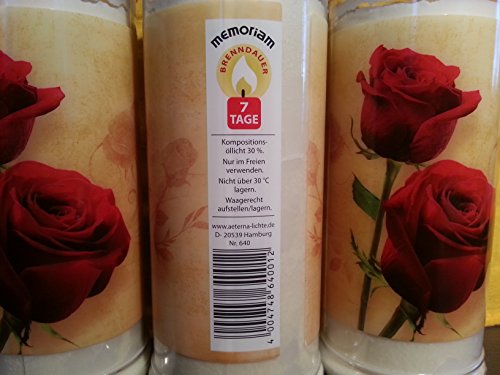 memoriam
BRENNDAUER
7
TAGE
Kompositions-
öllicht 30 %.
Nur im Freien
verwenden.
Nicht über 30 °C
lagern.
Waagerecht
aufstellen/lagern.
www.aeterna-lichte.de
D- 20539 Hamburg
Nr. 640
4 004748 640012